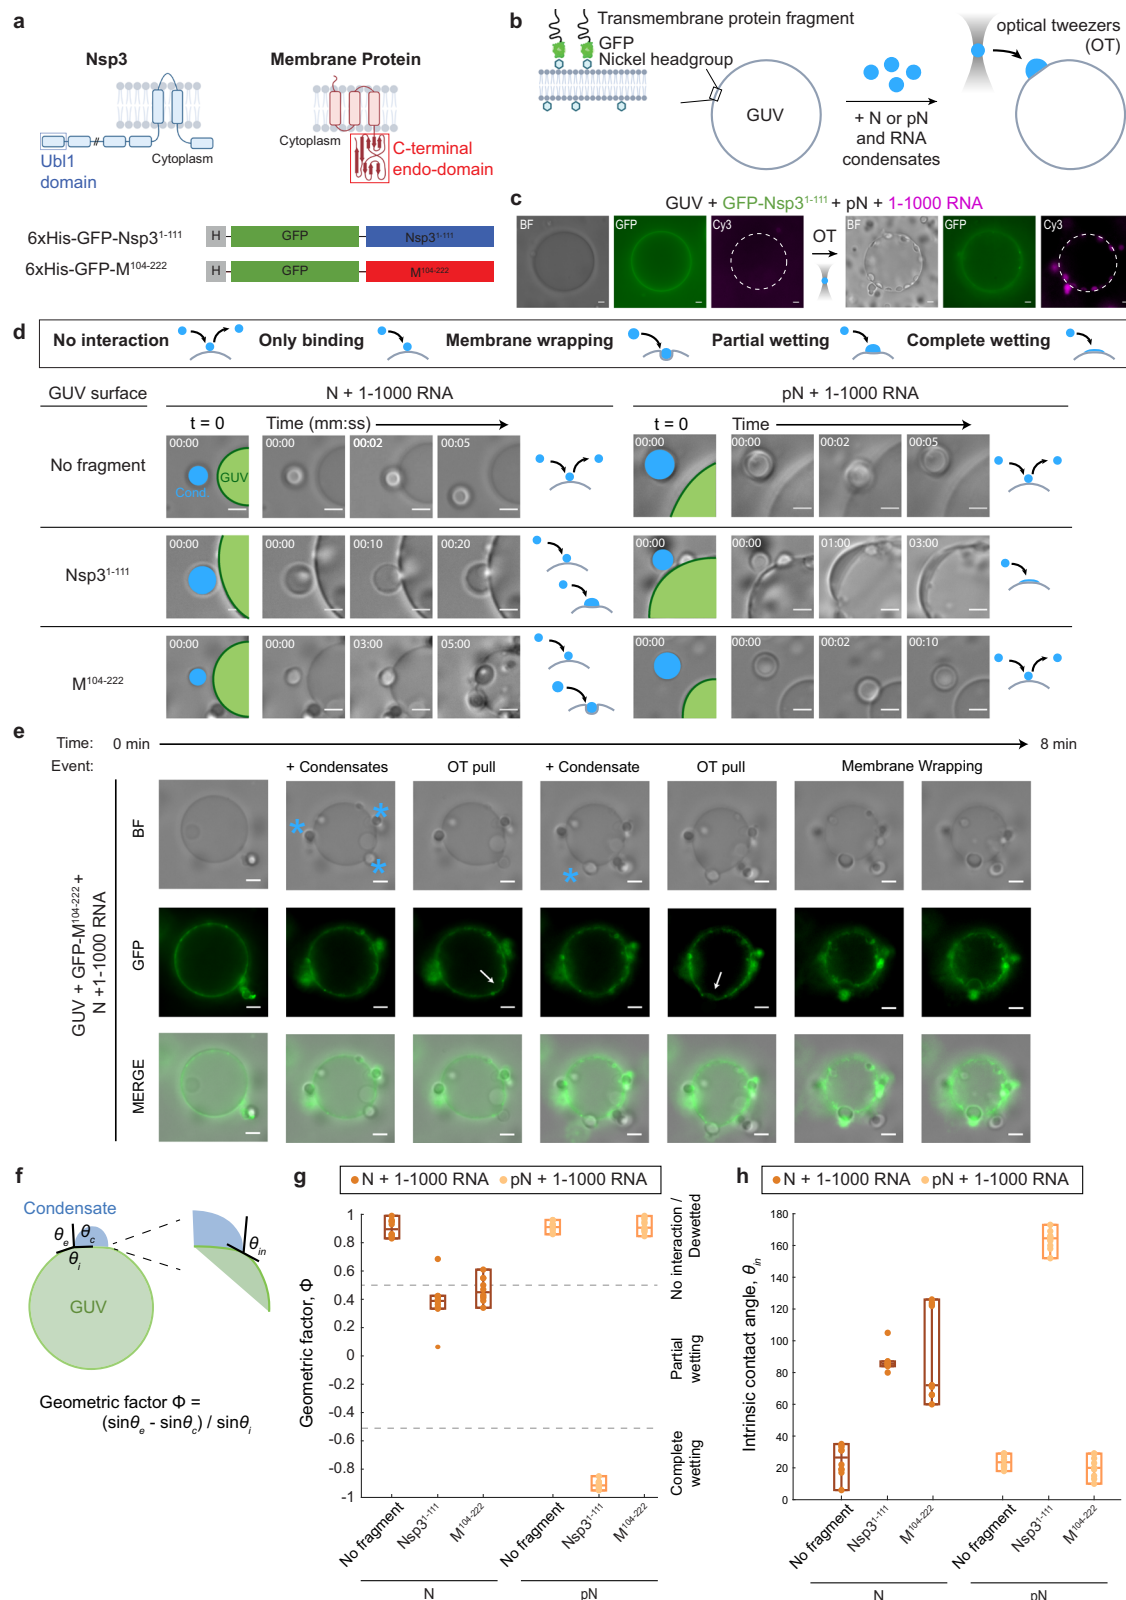 a
Nsp3
Membrane Protein
Cytoplasm
Cytoplasm
Ubl1
domain
C-terminal
endo-domain
6xHis-GFP-Nsp3¹⁻¹¹¹
H
GFP
Nsp3¹⁻¹¹¹
6xHis-GFP-M¹⁰⁴⁻²²²
H
GFP
M¹⁰⁴⁻²²²
b
Transmembrane protein fragment
GFP
Nickel headgroup
GUV
+ N or pN
and RNA
condensates
optical tweezers
(OT)
c
GUV + GFP-Nsp3¹⁻¹¹¹ + pN + 1-1000 RNA
BF
GFP
Cy3
OT
BF
GFP
Cy3
d
No interaction
Only binding
Membrane wrapping
Partial wetting
Complete wetting
GUV surface
N + 1-1000 RNA
pN + 1-1000 RNA
t = 0
Time (mm:ss)
t = 0
Time
No fragment
00:00
Cond.
GUV
00:00
00:02
00:05
00:00
00:00
00:02
00:05
Nsp3¹⁻¹¹¹
00:00
00:00
00:10
00:20
00:00
00:00
01:00
03:00
M¹⁰⁴⁻²²²
00:00
00:00
03:00
05:00
00:00
00:00
00:02
00:10
e
Time:
0 min
8 min
Event:
+ Condensates
OT pull
+ Condensate
OT pull
Membrane Wrapping
GUV + GFP-M¹⁰⁴⁻²²² +
N +1-1000 RNA
BF
GFP
MERGE
f
Condensate
θe
θc
θi
θin
GUV
Geometric factor Φ =
(sinθe - sinθc) / sinθi
g
N + 1-1000 RNA
pN + 1-1000 RNA
Geometric factor, Φ
1
0.8
0.6
0.4
0.2
0
-0.2
-0.4
-0.6
-0.8
-1
No interaction /
Dewetted
Partial
wetting
Complete
wetting
No fragment
Nsp3¹⁻¹¹¹
M¹⁰⁴⁻²²²
No fragment
Nsp3¹⁻¹¹¹
M¹⁰⁴⁻²²²
N
pN
h
N + 1-1000 RNA
pN + 1-1000 RNA
Intrinsic contact angle, θin
180
160
140
120
100
80
60
40
20
0
No fragment
Nsp3¹⁻¹¹¹
M¹⁰⁴⁻²²²
No fragment
Nsp3¹⁻¹¹¹
M¹⁰⁴⁻²²²
N
pN